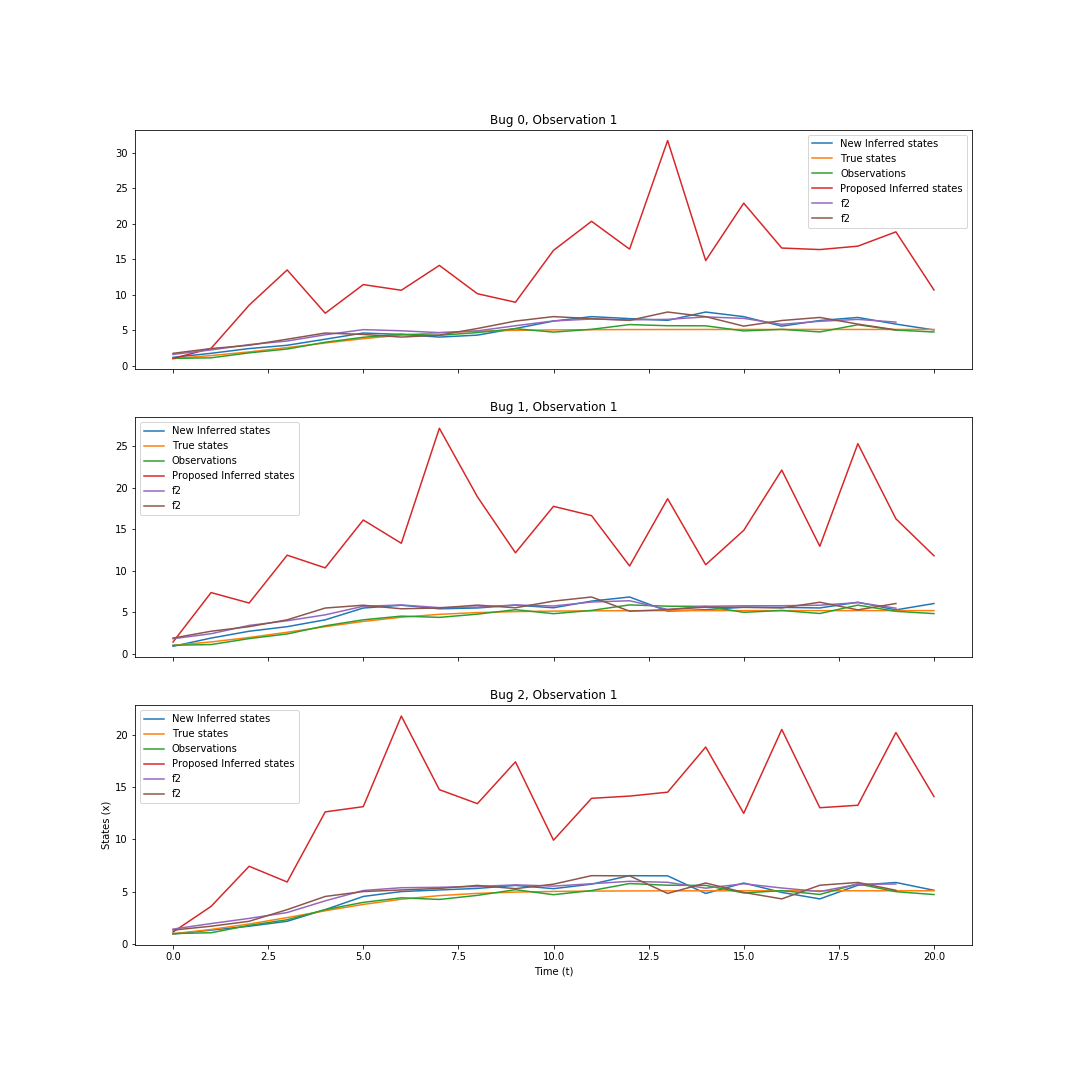 Bug 0, Observation 1
30
25
20
15
10
5
0
New Inferred states
True states
Observations
Proposed Inferred states
f2
f2
Bug 1, Observation 1
25
20
15
10
5
0
New Inferred states
True states
Observations
Proposed Inferred states
f2
f2
Bug 2, Observation 1
States (x)
20
15
10
5
0
New Inferred states
True states
Observations
Proposed Inferred states
f2
f2
0.0 2.5 5.0 7.5 10.0 12.5 15.0 17.5 20.0
Time (t)